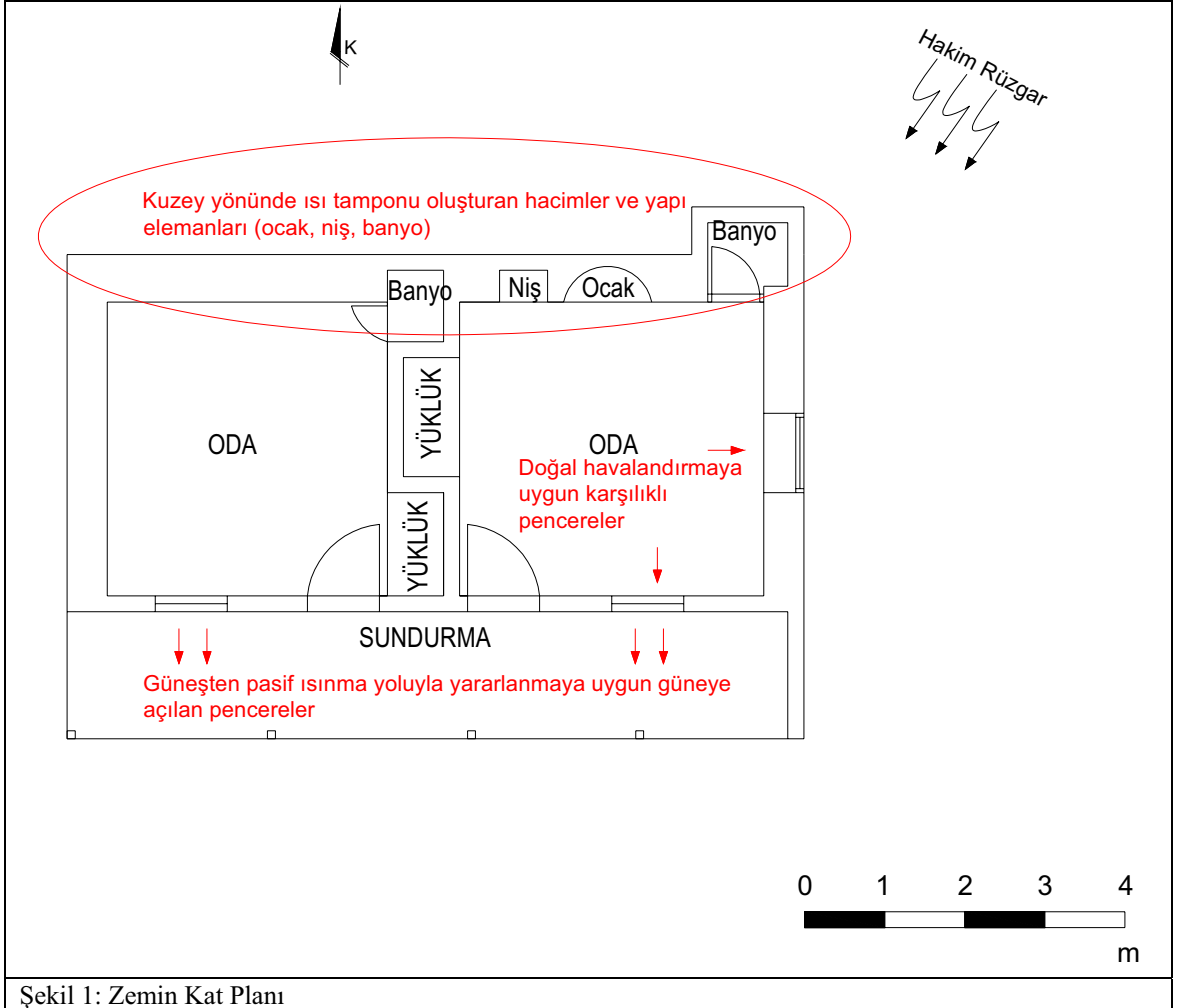 K
Hakim Rüzgar
Kuzey yönünde ısı tamponu oluşturan hacimler ve yapı
elemanları (ocak, niş, banyo)
Banyo
Banyo
Niş
Ocak
YÜKLÜK
ODA
ODA
Doğal havalandırmaya
uygun karşılıklı
pencereler
YÜKLÜK
SUNDURMA
Güneşten pasif ısınma yoluyla yararlanmaya uygun güneye
açılan pencereler
0 1 2 3 4
m
Şekil 1: Zemin Kat Planı